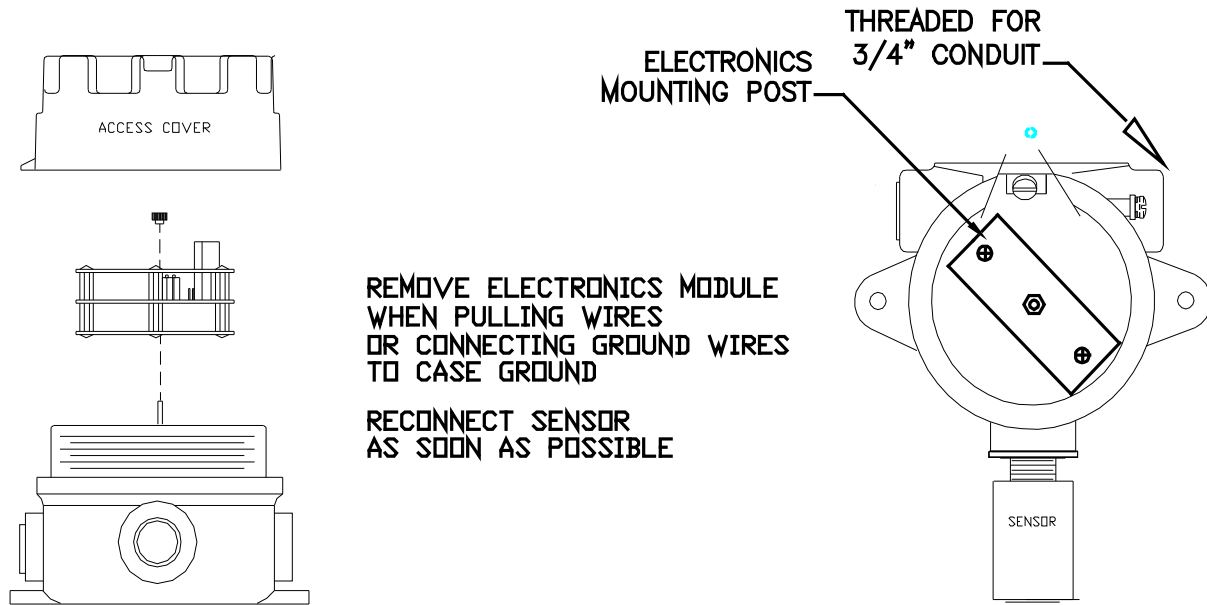 ACCESS COVER
REMOVE ELECTRONICS MODULE
WHEN PULLING WIRES
OR CONNECTING GROUND WIRES
TO CASE GROUND
RECONNECT SENSOR
AS SOON AS POSSIBLE
ELECTRONICS
MOUNTING POST
THREADED FOR
3/4" CONDUIT
SENSOR